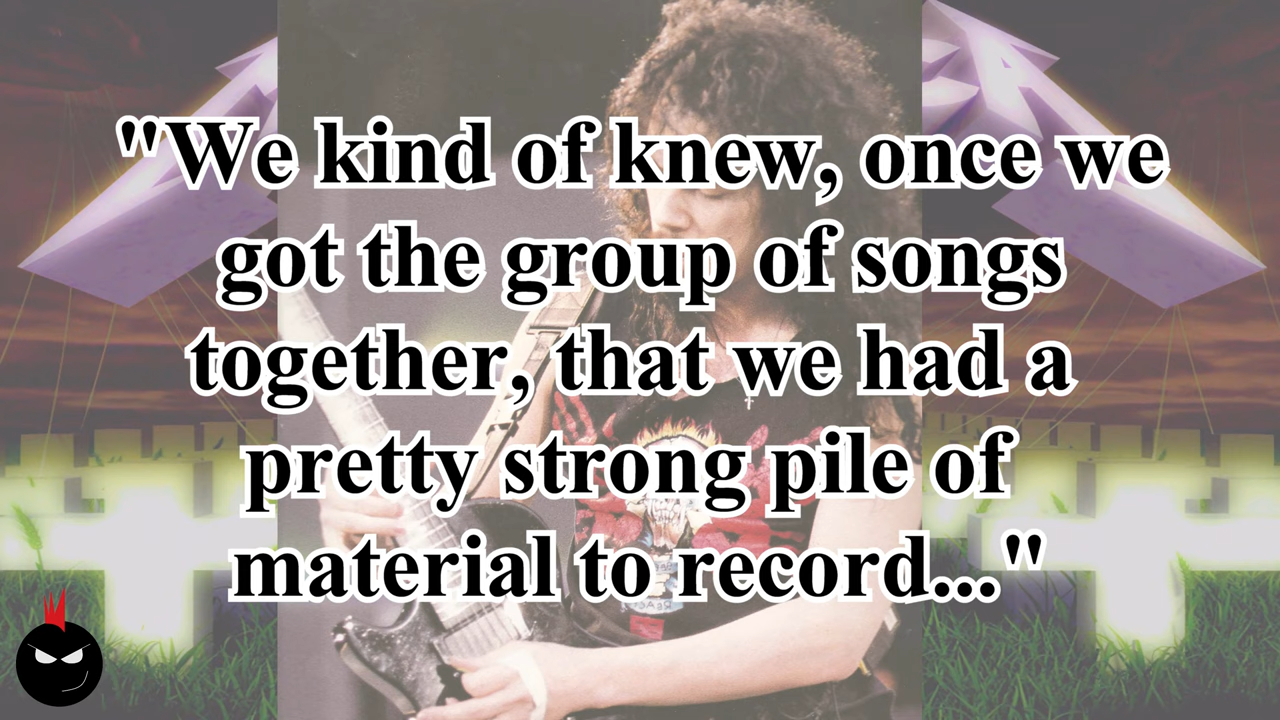 "We kind of knew, once we
got the group of songs
together, that we had a
pretty strong pile of
material to record..."